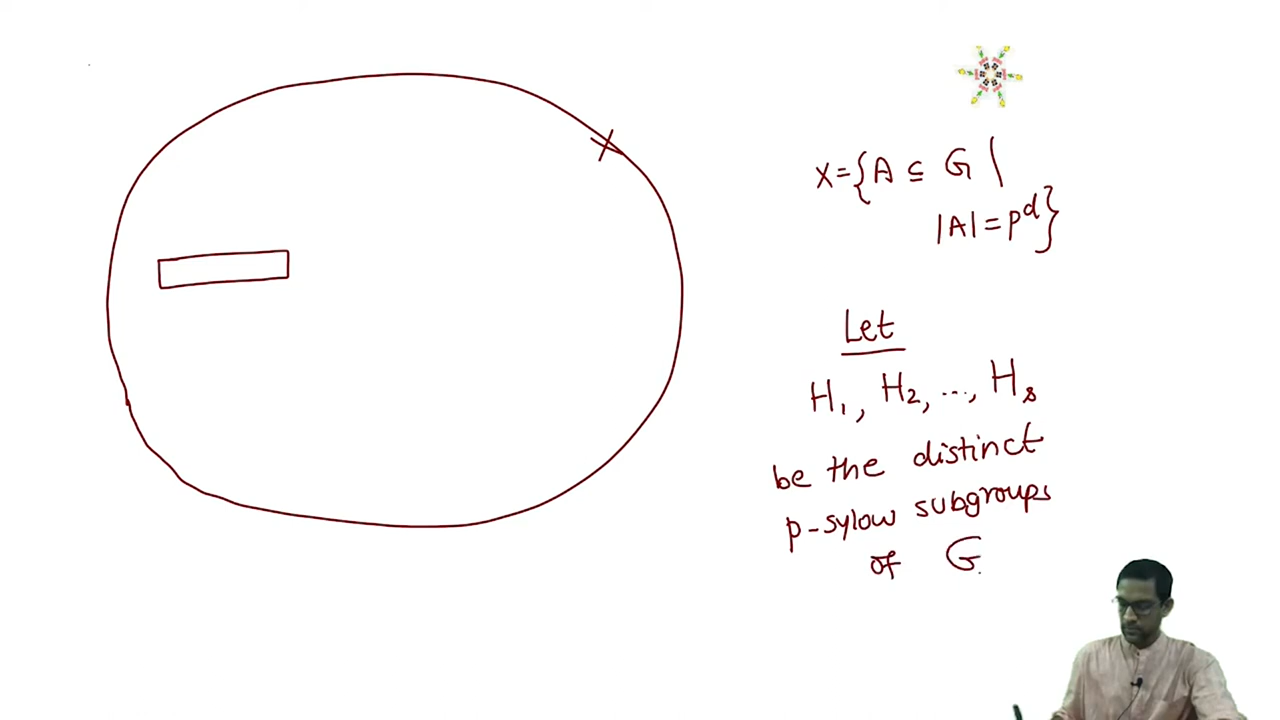 X
X={A ⊆ G |
|A| = p^d}
Let
H₁, H₂, ..., Hₛ
be the distinct
p-sylow subgroups
of G.